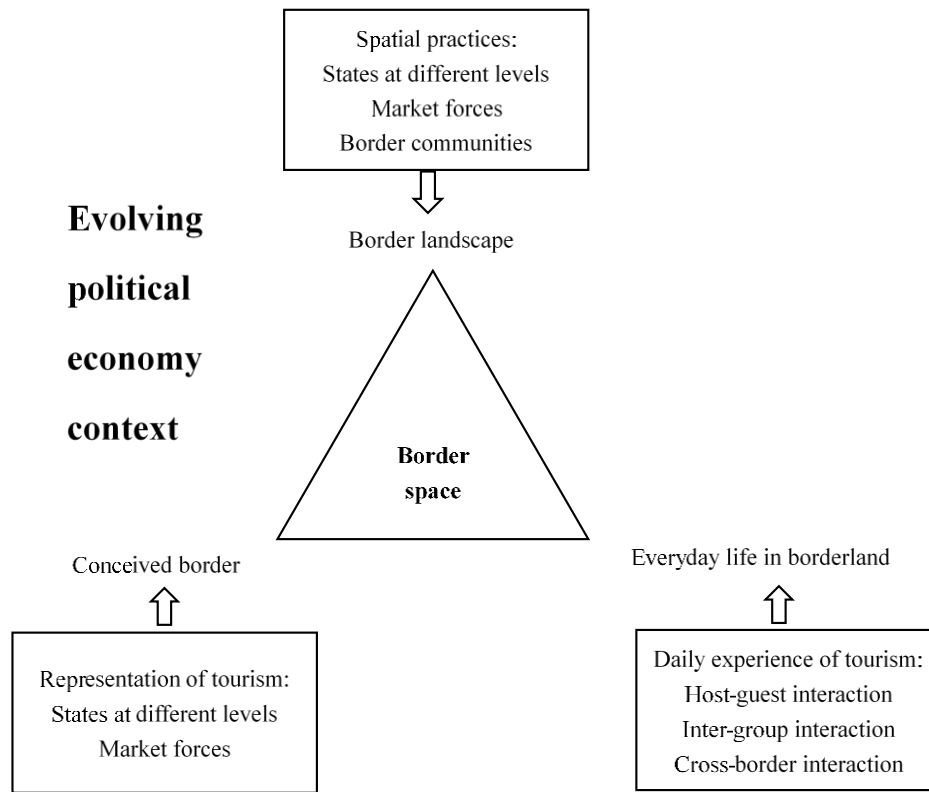 Spatial practices:
States at different levels
Market forces
Border communities
Border landscape
Evolving
political
economy
context
Border
space
Conceived border
Everyday life in borderland
Representation of tourism:
States at different levels
Market forces
Daily experience of tourism:
Host-guest interaction
Inter-group interaction
Cross-border interaction